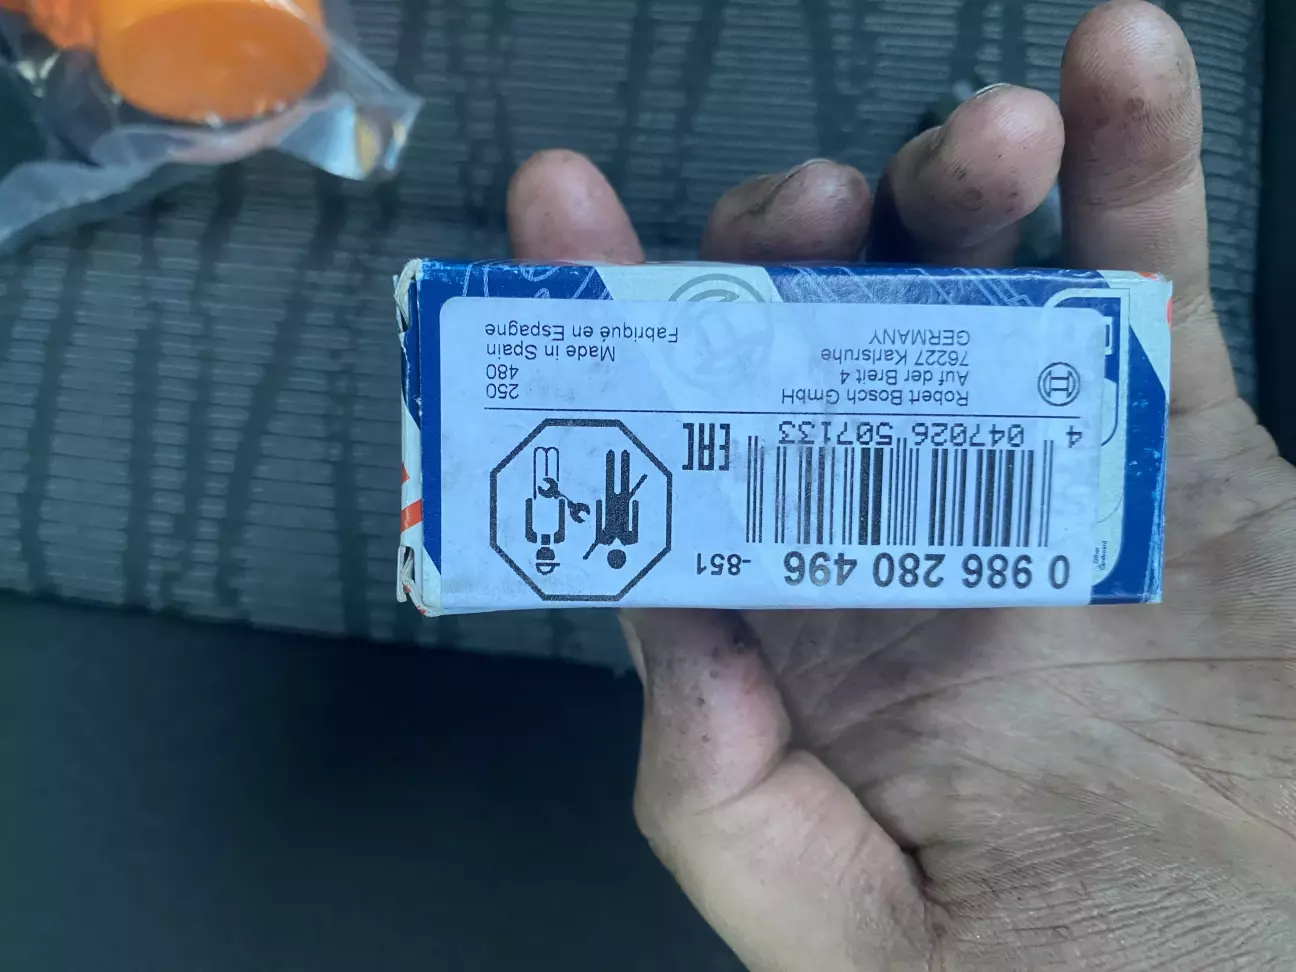 0 986 280 496 -851
4 047026 507133
EAC
Robert Bosch GmbH
Auf der Breit 4
76227 Karlsruhe
GERMANY
250
480
Made in Spain
Fabriqué en Espagne